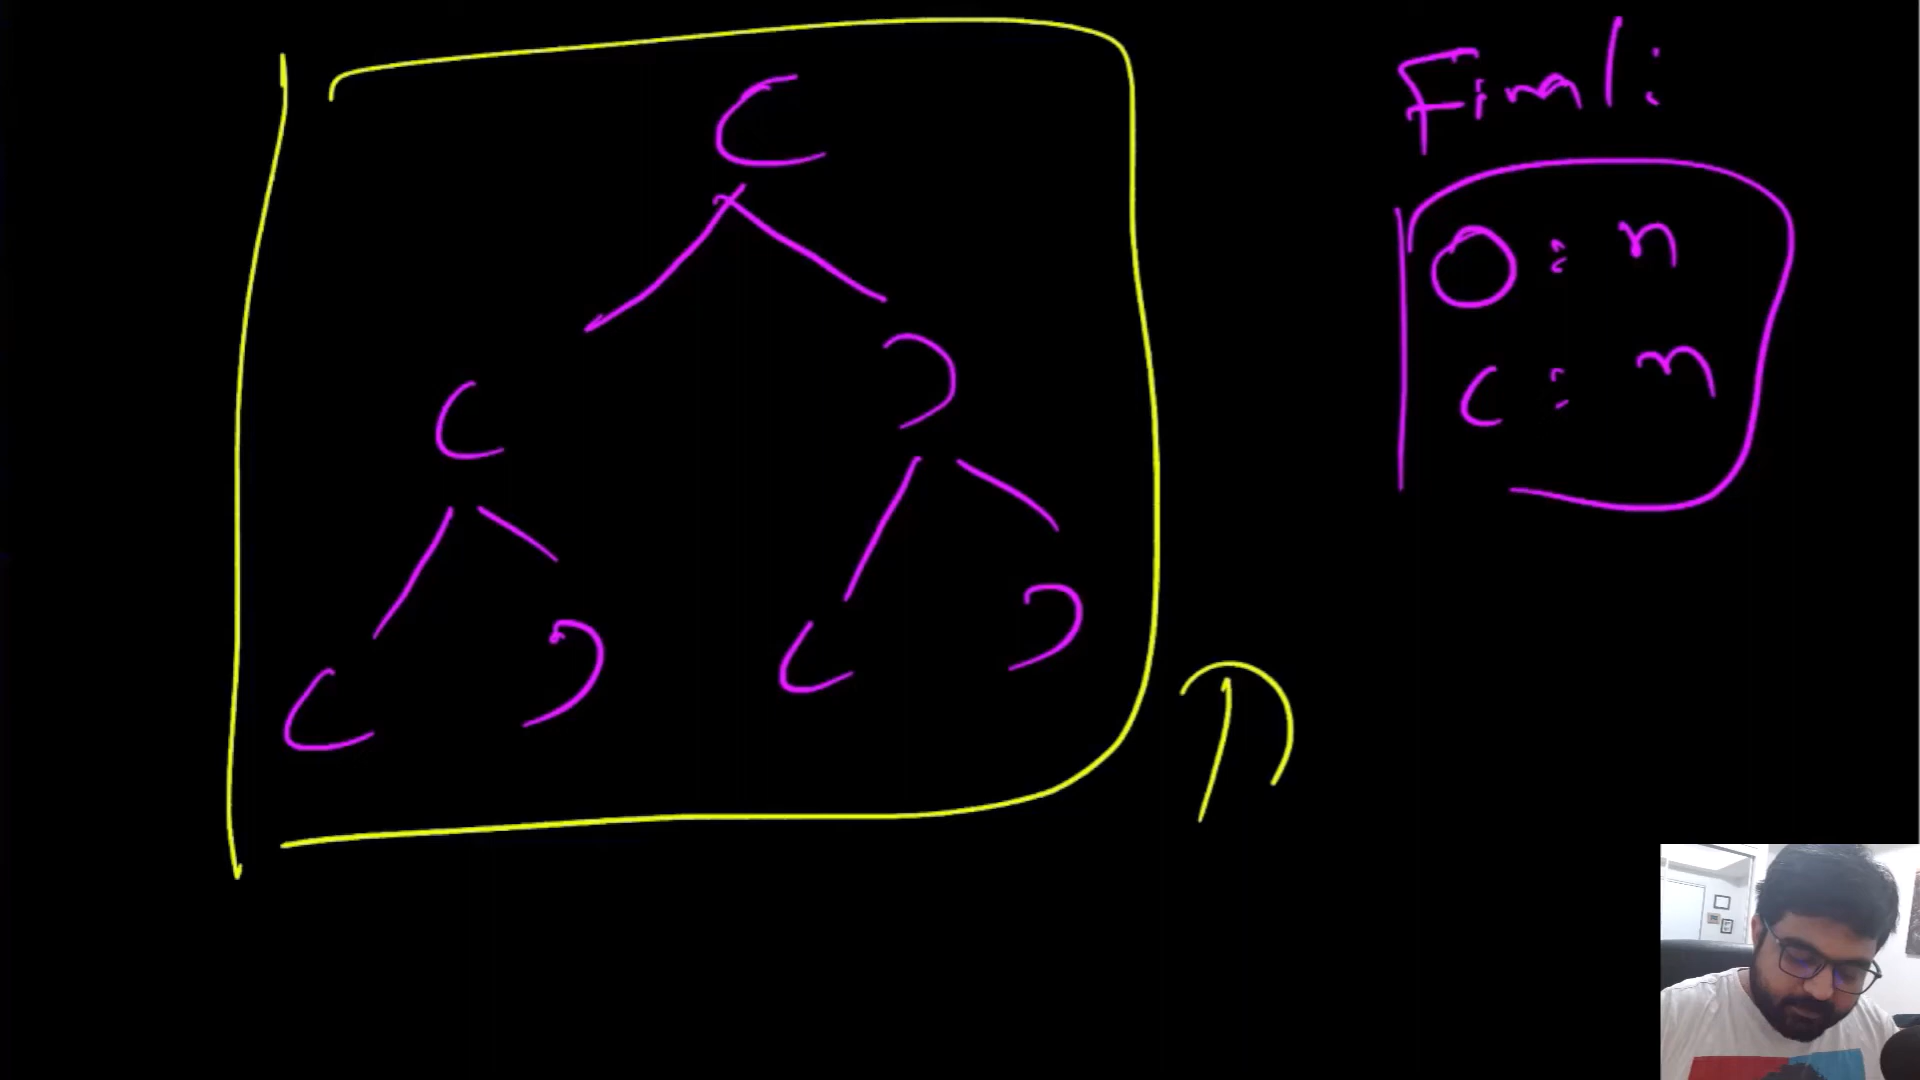 Final:
(
O : n
( )
C : n
( ) ( )